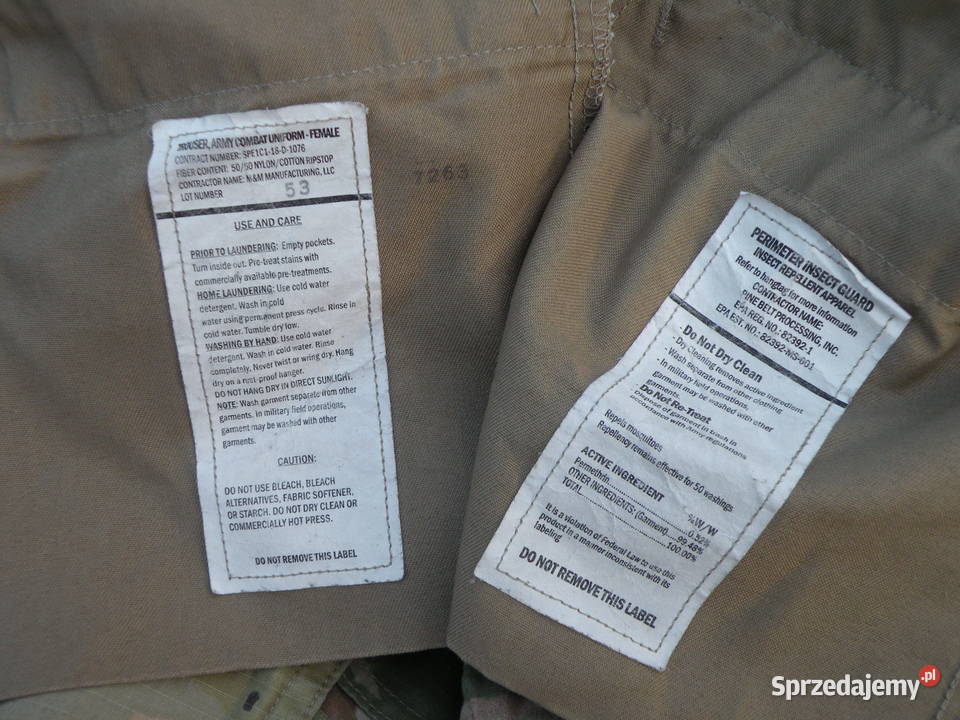 TROUSER, ARMY COMBAT UNIFORM - FEMALE
CONTRACT NUMBER: SPE1C1-18-D-1076
FIBER CONTENT: 50/50 NYLON/COTTON RIPSTOP
CONTRACTOR NAME: N&M MANUFACTURING, LLC
LOT NUMBER 53
USE AND CARE
PRIOR TO LAUNDERING: Empty pockets.
Turn inside out. Pre-treat stains with
commercially available pre-treatments.
HOME LAUNDERING: Use cold water
detergent. Wash in cold
water using permanent press cycle. Rinse in
cold water. Tumble dry low.
WASHING BY HAND: Use cold water
detergent. Wash in cold water. Rinse
completely. Never twist or wring dry. Hang
dry on a rust-proof hanger.
DO NOT HANG DRY IN DIRECT SUNLIGHT.
NOTE: Wash garment separate from other
garments. In military field operations,
garment may be washed with other
garments.
CAUTION:
DO NOT USE BLEACH, BLEACH
ALTERNATIVES, FABRIC SOFTENER,
OR STARCH. DO NOT DRY CLEAN OR
COMMERCIALLY HOT PRESS.
DO NOT REMOVE THIS LABEL
7263
PERIMETER INSECT GUARD
INSECT REPELLENT APPAREL
Refer to hangtag for more information
CONTRACTOR NAME:
PINE BELT PROCESSING, INC.
EPA REG. NO.: 82392-1
EPA EST. NO.: 82392-MS-001
· Do Not Dry Clean
· Dry Cleaning removes active ingredient
· Wash separate from other clothing
· In military field operations,
garment may be washed with other
garments.
Do Not Re-Treat
Dispose of garment in trash in
accordance with Army regulations
Repels mosquitoes
Repellency remains effective for 50 washings
ACTIVE INGREDIENT %W/W
Permethrin..........0.52%
OTHER INGREDIENTS: (Garment)....99.48%
TOTAL..........100.00%
It is a violation of Federal Law to use this
product in a manner inconsistent with its
labeling
DO NOT REMOVE THIS LABEL
Sprzedajemy.pl